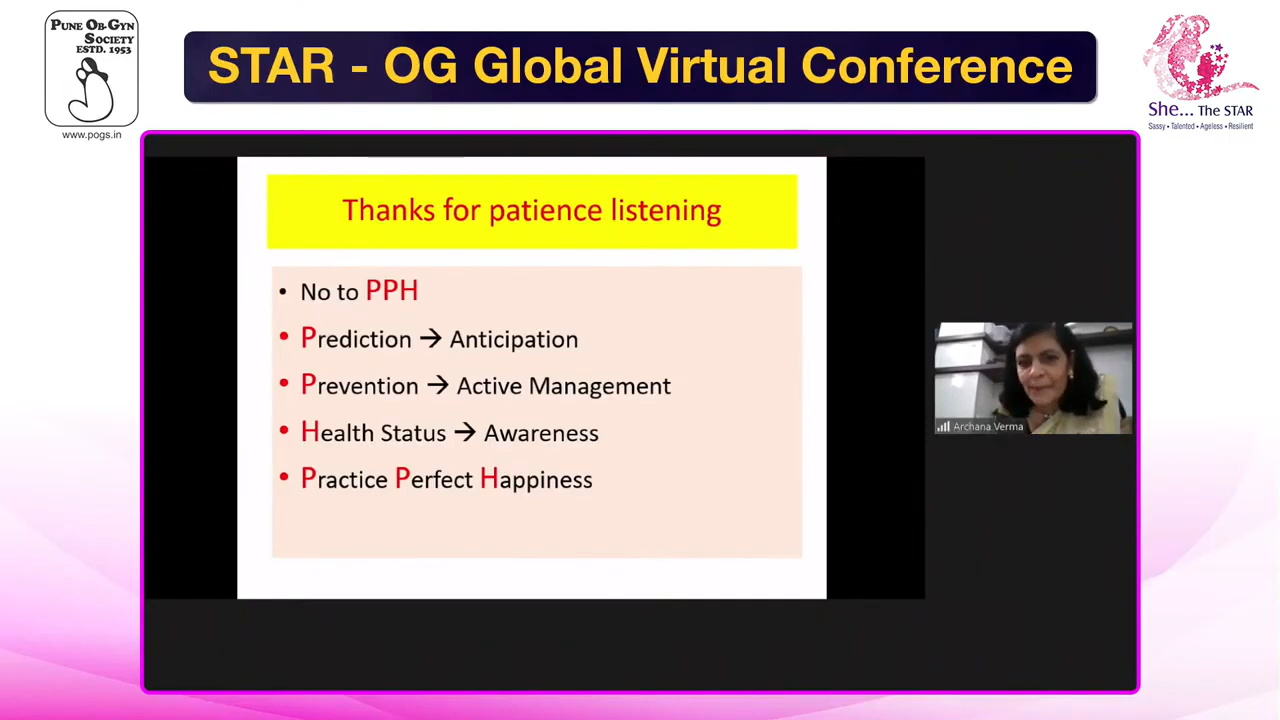 PUNE OB-GYN
SOCIETY
ESTD. 1953
www.pogs.in
STAR - OG Global Virtual Conference
She... The STAR
Sassy • Talented • Ageless • Resilient
Thanks for patience listening
• No to PPH
• Prediction → Anticipation
• Prevention → Active Management
• Health Status → Awareness
• Practice Perfect Happiness
Archana Verma